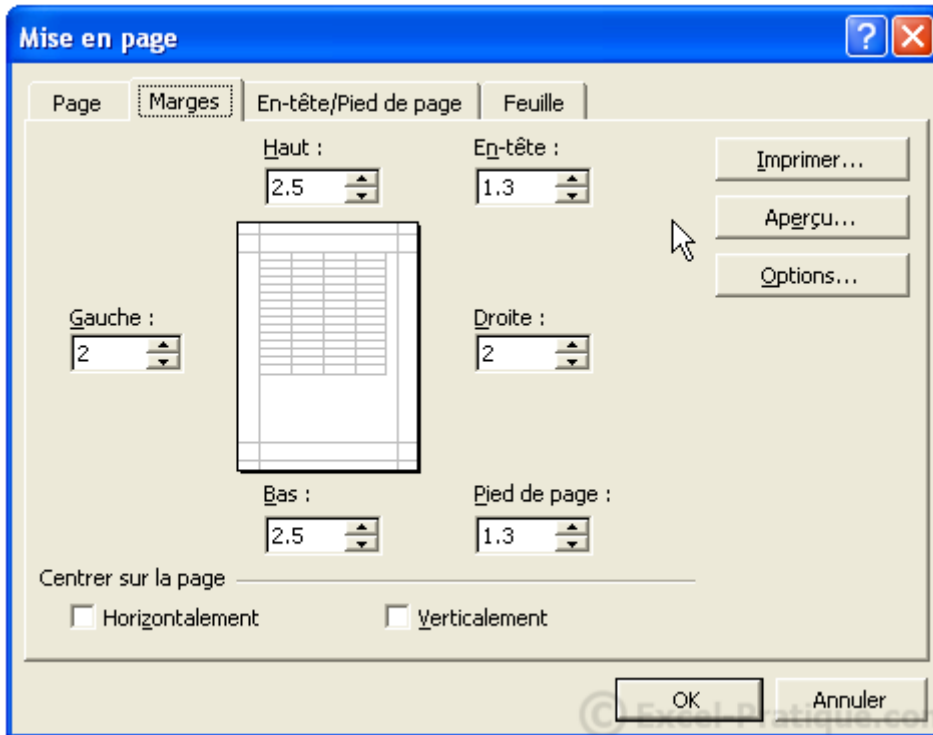 Mise en page
Page Marges En-tête/Pied de page Feuille
Haut : En-tête :
2.5 1.3
Imprimer...
Aperçu...
Options...
Gauche : Droite :
2 2
Bas : Pied de page :
2.5 1.3
Centrer sur la page
Horizontalement Verticalement
OK Annuler
© Excel-Pratique.com